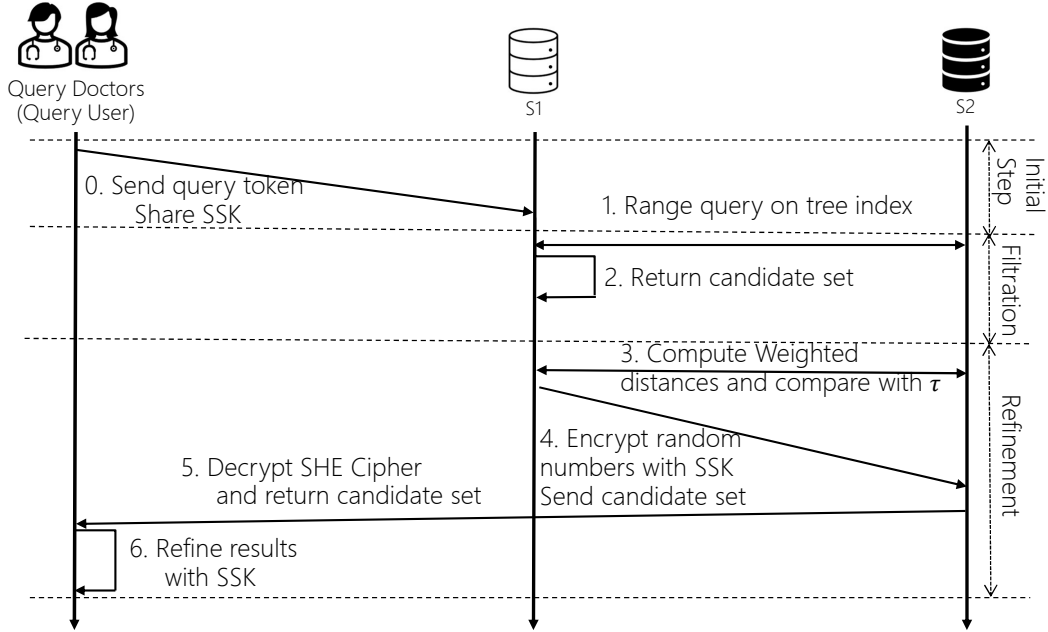 Query Doctors
(Query User)
S1
S2
0. Send query token
Share SSK
Initial
Step
1. Range query on tree index
2. Return candidate set
Filtration
3. Compute Weighted
distances and compare with τ
4. Encrypt random
numbers with SSK
Send candidate set
Refinement
5. Decrypt SHE Cipher
and return candidate set
6. Refine results
with SSK